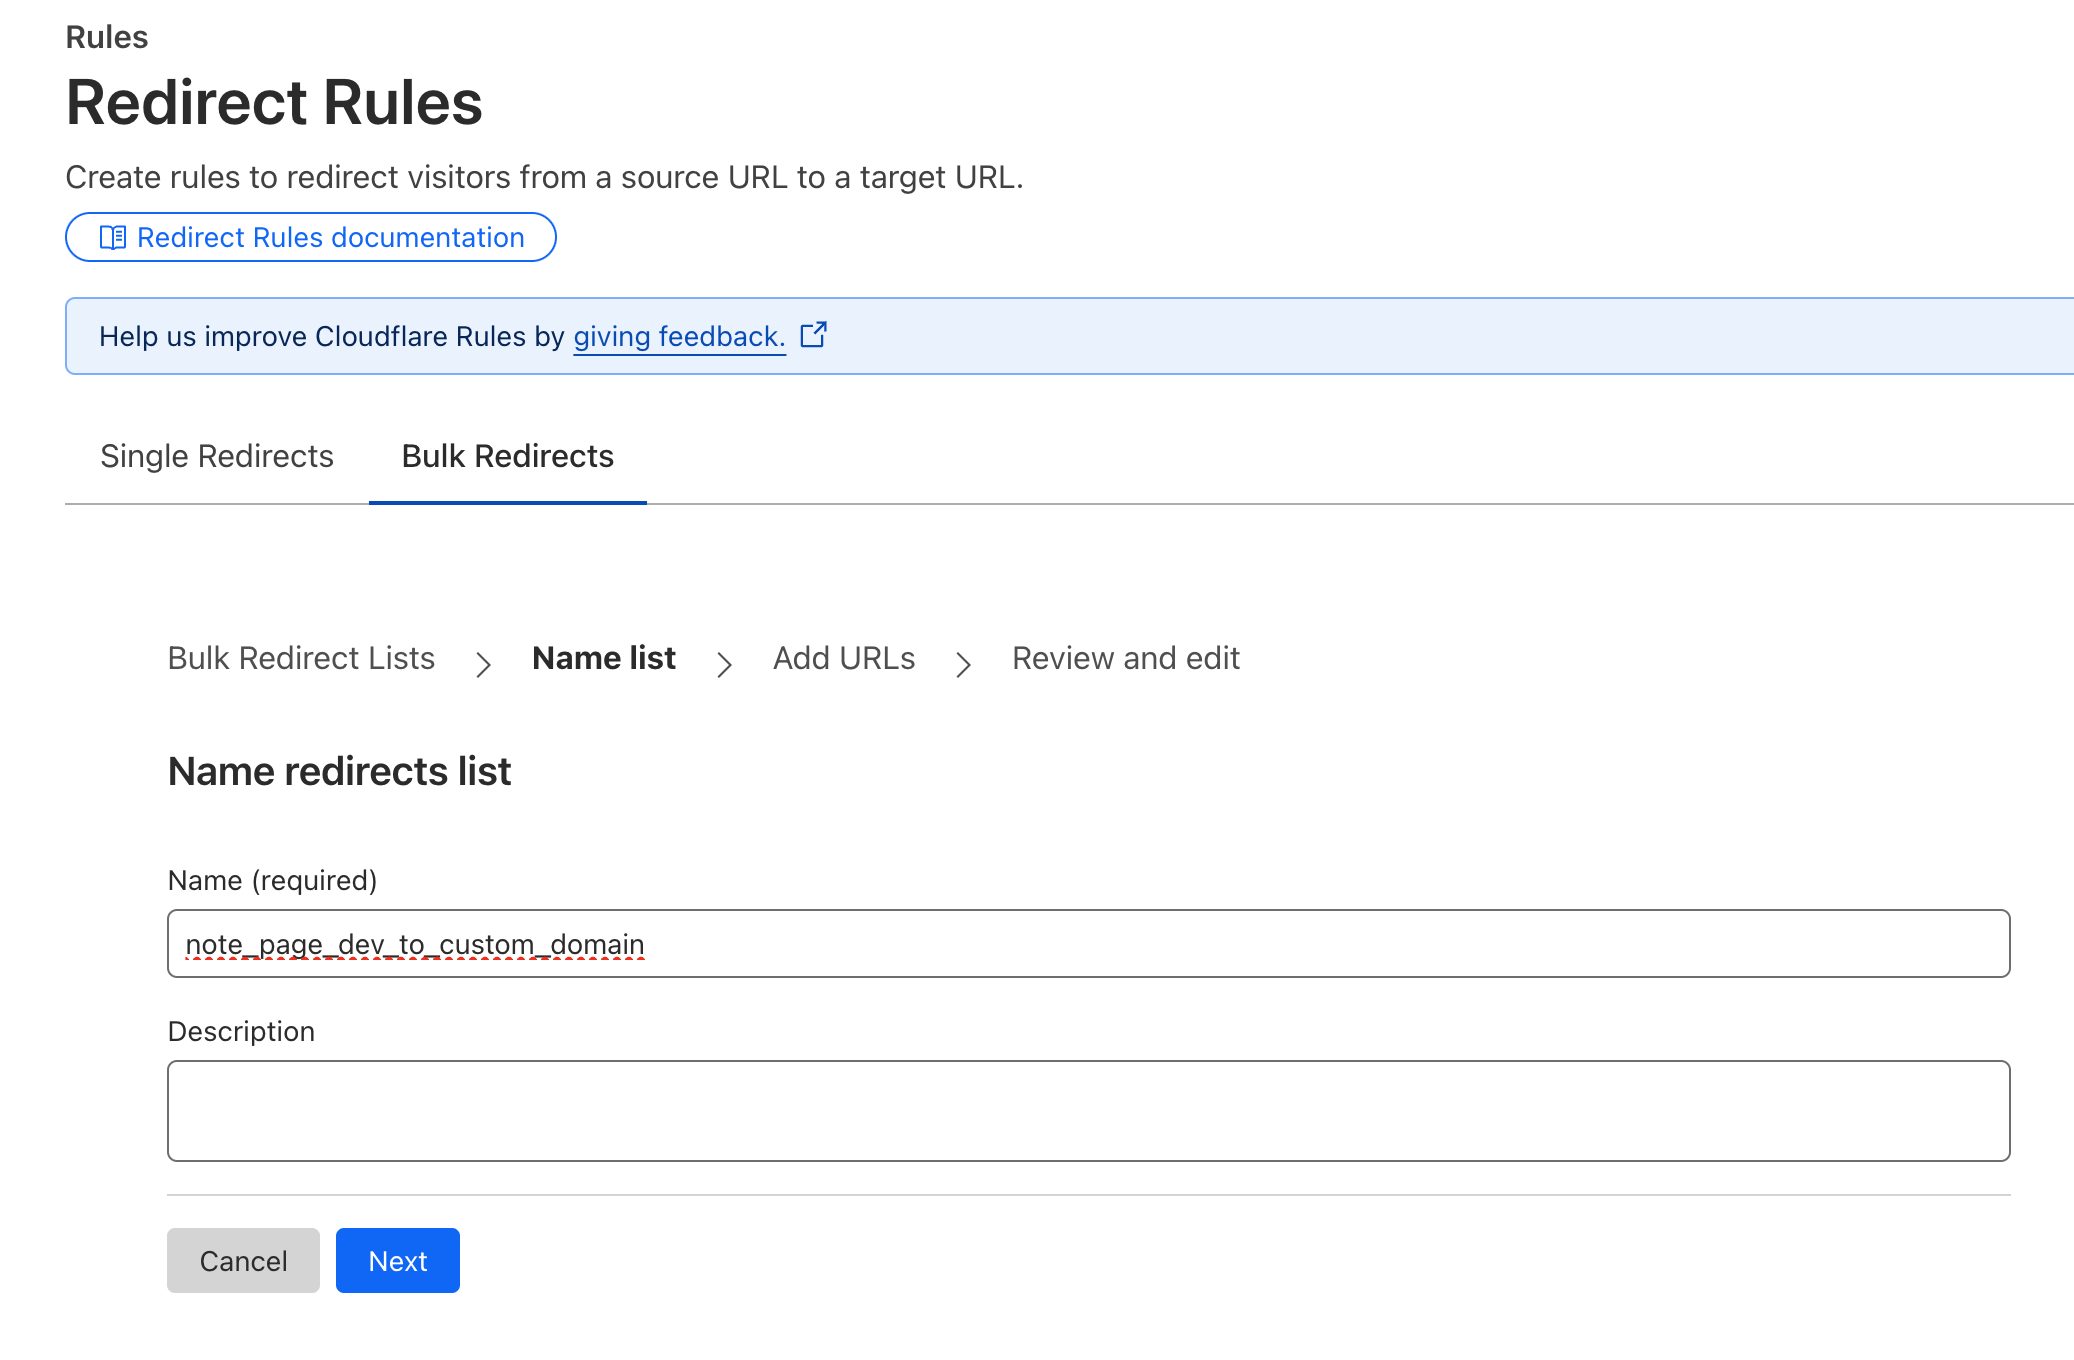 Rules
Redirect Rules
Create rules to redirect visitors from a source URL to a target URL.
Redirect Rules documentation
Help us improve Cloudflare Rules by giving feedback.
Single Redirects Bulk Redirects
Bulk Redirect Lists Name list Add URLs Review and edit
Name redirects list
Name (required)
note_page_dev_to_custom_domain
Description
Cancel Next